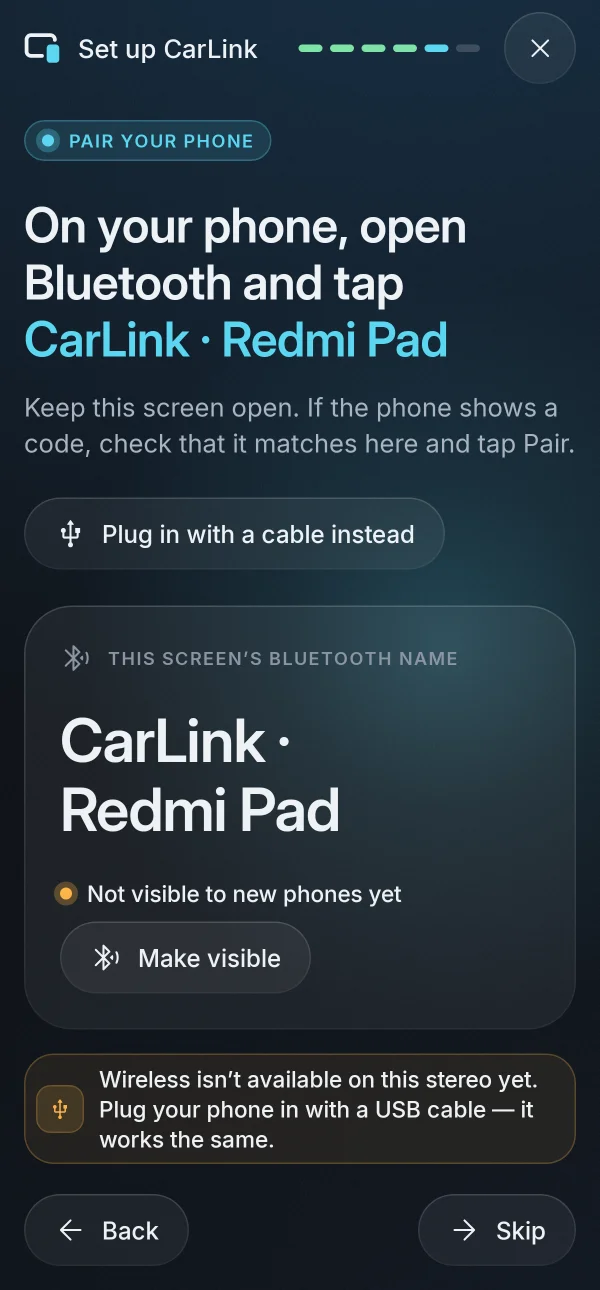 Set up CarLink
PAIR YOUR PHONE
On your phone, open
Bluetooth and tap
CarLink · Redmi Pad
Keep this screen open. If the phone shows a
code, check that it matches here and tap Pair.
Plug in with a cable instead
THIS SCREEN’S BLUETOOTH NAME
CarLink ·
Redmi Pad
Not visible to new phones yet
Make visible
Wireless isn’t available on this stereo yet.
Plug your phone in with a USB cable — it
works the same.
Back
Skip